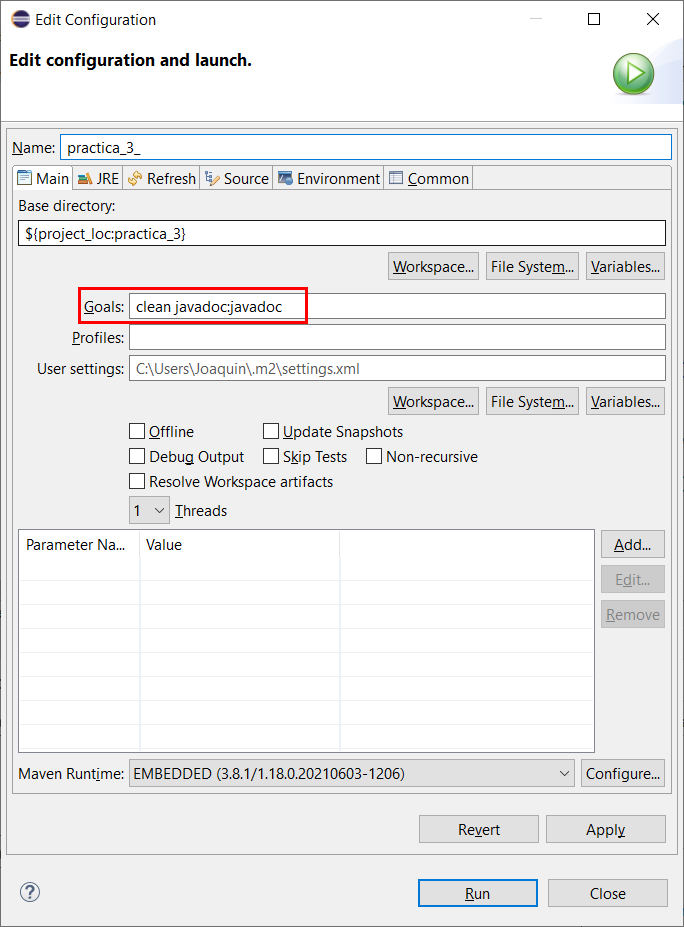 Edit Configuration
Edit configuration and launch.
Name: practica_3_
Main JRE Refresh Source Environment Common
Base directory:
${project_loc:practica_3}
Workspace... File System... Variables...
Goals: clean javadoc:javadoc
Profiles:
User settings: C:\Users\Joaquin\.m2\settings.xml
Workspace... File System... Variables...
Offline Update Snapshots
Debug Output Skip Tests Non-recursive
Resolve Workspace artifacts
1 Threads
Parameter Na... Value Add...
Edit...
Remove
Maven Runtime: EMBEDDED (3.8.1/1.18.0.20210603-1206) Configure...
Revert Apply
? Run Close